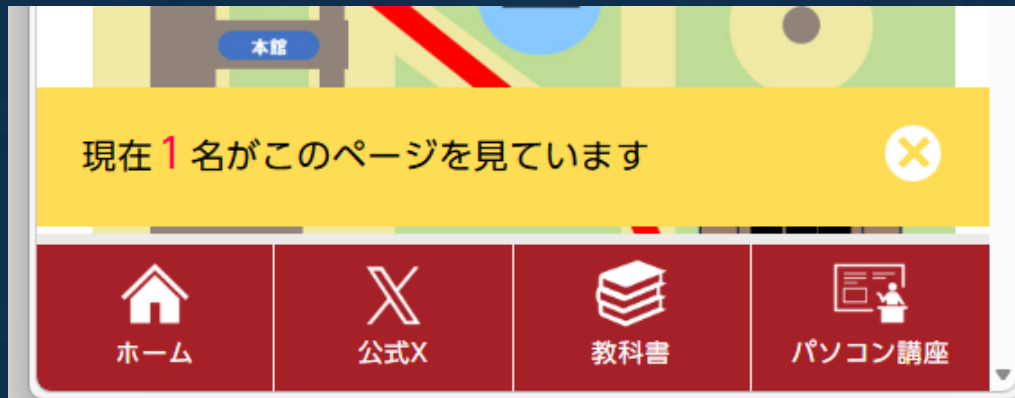 本館
現在1名がこのページを見ています
ホーム
公式X
教科書
パソコン講座